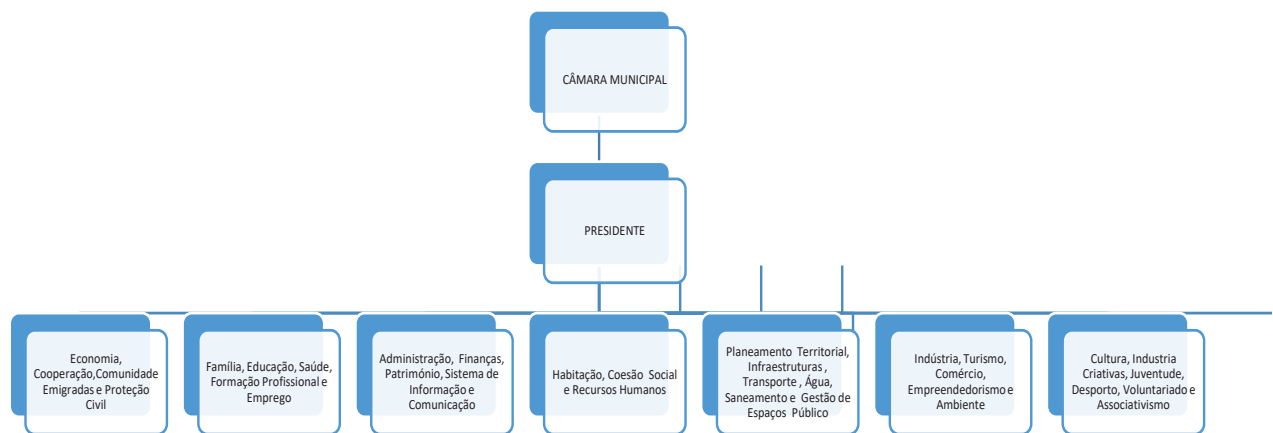 CÂMARA MUNICIPAL
PRESIDENTE
Economia,
Cooperação,Comunidade
Emigradas e Proteção
Civil
Família, Educação, Saúde,
Formação Profissional e
Emprego
Administração, Finanças,
Património, Sistema de
Informação e
Comunicação
Habitação, Coesão Social
e Recursos Humanos
Planeamento Territorial,
Infraestruturas ,
Transporte , Água,
Saneamento e Gestão de
Espaços Público
Indústria, Turismo,
Comércio,
Empreendedorismo e
Ambiente
Cultura, Industria
Criativas, Juventude,
Desporto, Voluntariado e
Associativismo